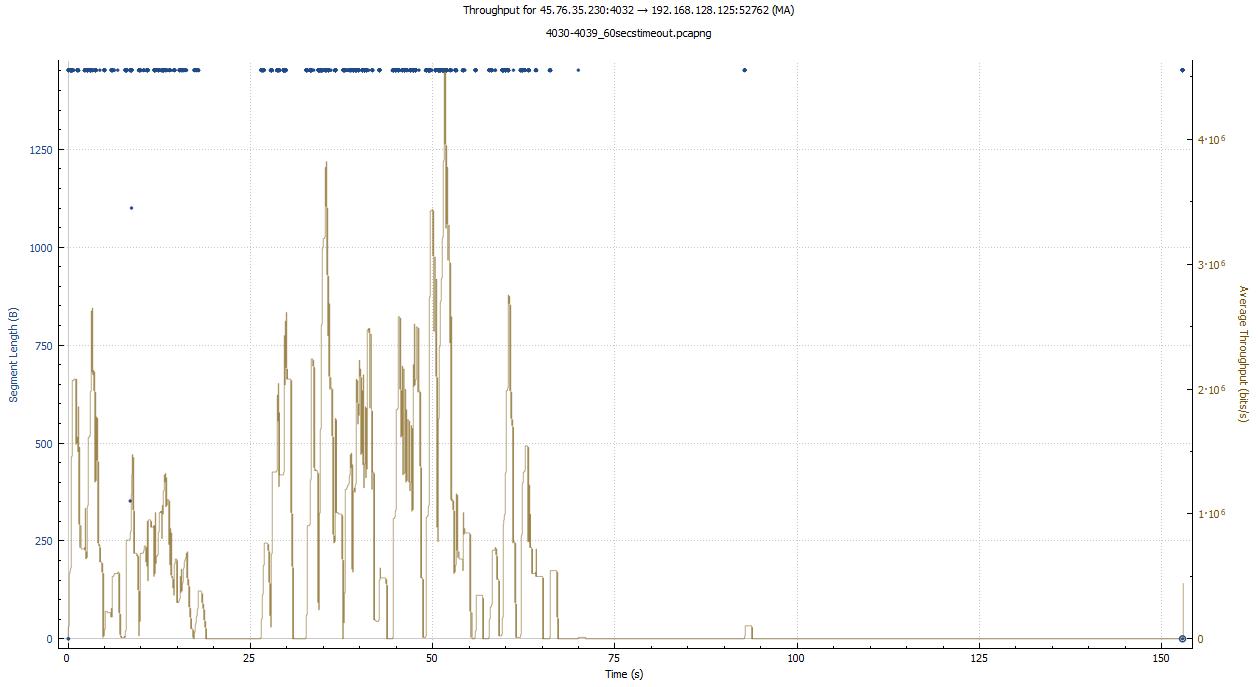 Throughput for 45.76.35.230:4032 → 192.168.128.125:52762 (MA)
4030-4039_60secstimeout.pcapng
Segment Length (B)
1250
1000
750
500
250
0
4·10⁶
3·10⁶
2·10⁶
1·10⁶
0
Average Throughput (bits/s)
0 25 50 75 100 125 150
Time (s)